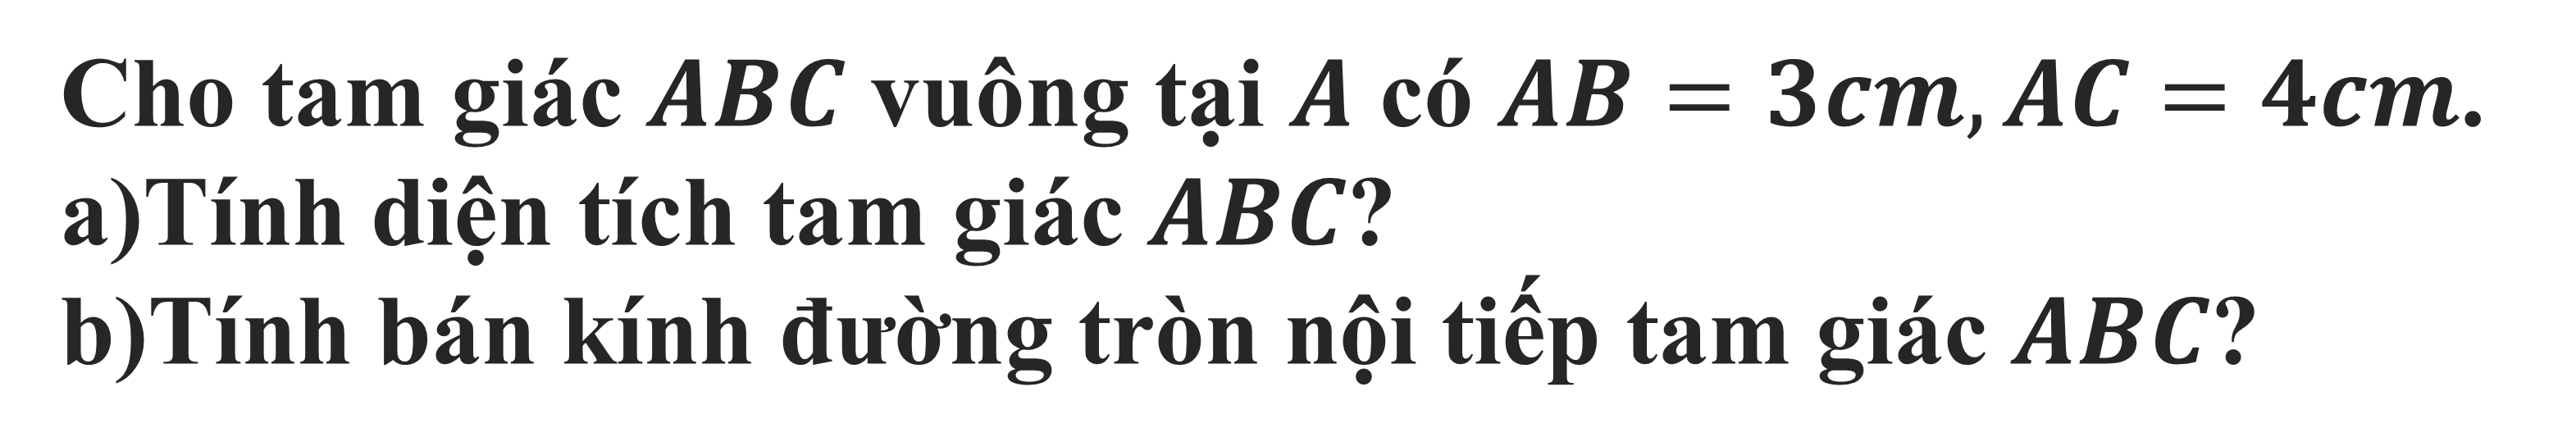 Cho tam giác ABC vuông tại A có AB = 3cm, AC = 4cm.
a)Tính diện tích tam giác ABC?
b)Tính bán kính đường tròn nội tiếp tam giác ABC?